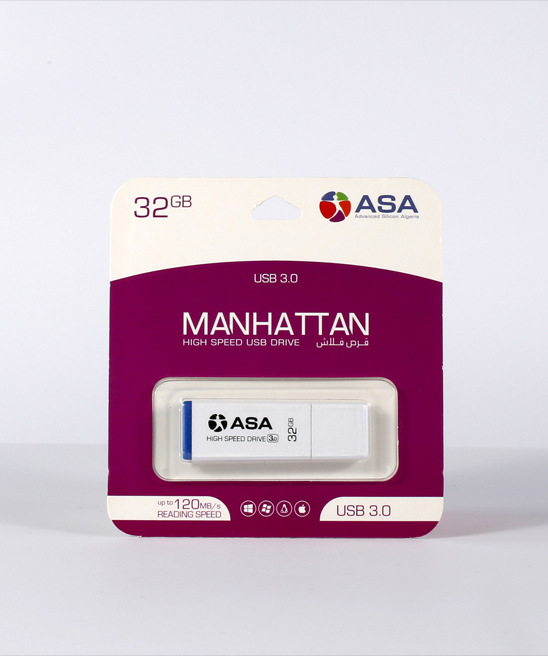 32GB
ASA
Advanced Silicon Algeria
USB 3.0
MANHATTAN
HIGH SPEED USB DRIVE قرص فلاش
ASA
HIGH SPEED DRIVE 3.0
32GB
up to 120MB/s
READING SPEED
USB 3.0